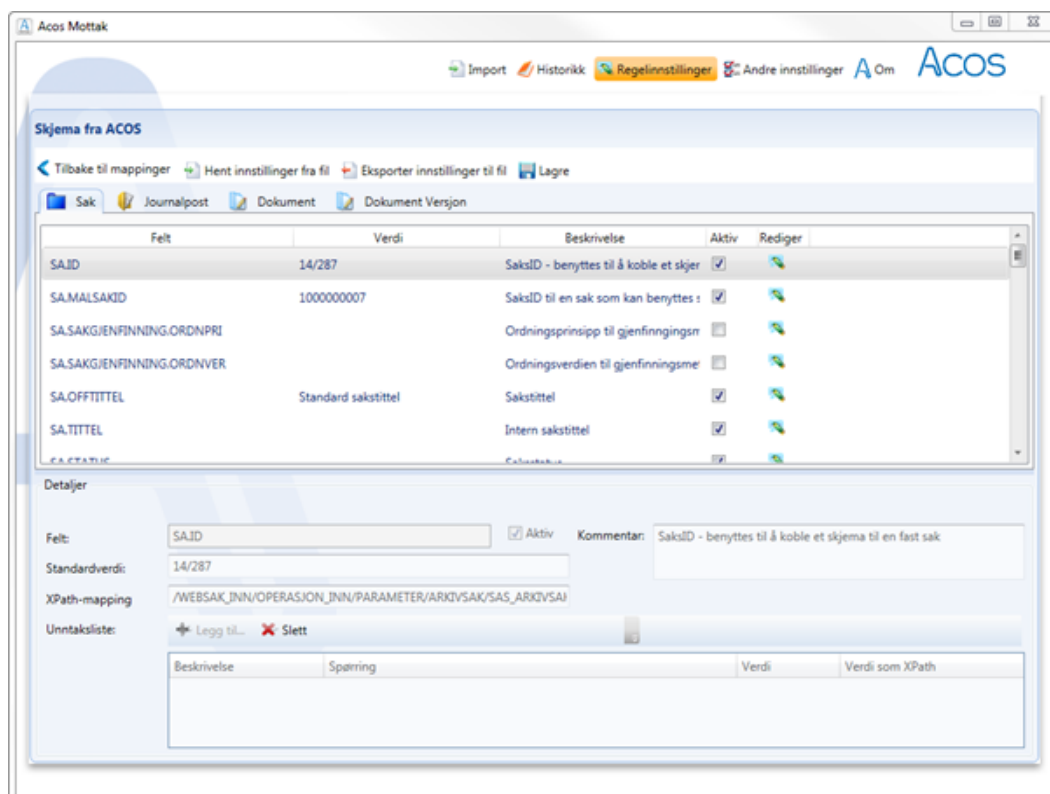 Acos Mottak
Import Historikk Regelinnstillinger Andre innstillinger Om ACOS
Skjema fra ACOS
Tilbake til mappinger Hent innstillinger fra fil Eksporter innstillinger til fil Lagre
Sak Journalpost Dokument Dokument Versjon
Felt Verdi Beskrivelse Aktiv Rediger
SA.ID 14/287 SaksID - benyttes til å koble et skjer
SA.MALSAKID 1000000007 SaksID til en sak som kan benyttes s
SA.SAKGJENFINNING.ORDNPRI Ordningsprinsipp til gjenfinngingsm
SA.SAKGJENFINNING.ORDNVER Ordningsverdien til gjenfinningsme
SA.OFFTITTEL Standard sakstittel Sakstittel
SA.TITTEL Intern sakstittel
SA.STATUS Saksstatus
Detaljer
Felt: SA.ID Aktiv Kommentar: SaksID - benyttes til å koble et skjema til en fast sak
Standardverdi: 14/287
XPath-mapping /WEBSAK_INN/OPERASJON_INN/PARAMETER/ARKIVSAK/SAS_ARKIVSAK
Unntaksliste: Legg til... Slett
Beskrivelse Spørring Verdi Verdi som XPath